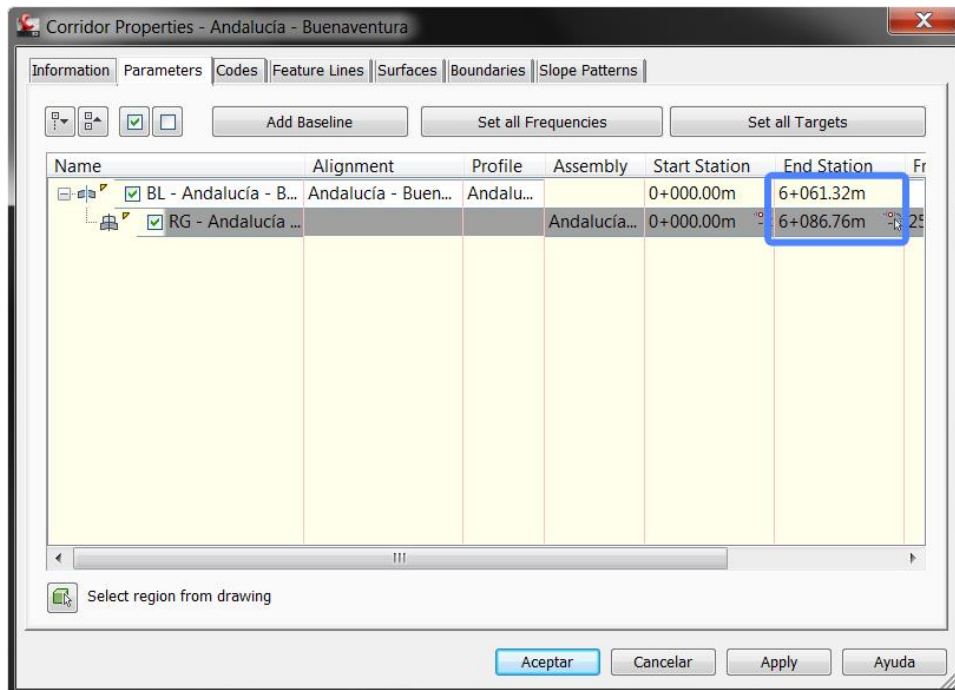 Corridor Properties - Andalucía - Buenaventura
Information Parameters Codes Feature Lines Surfaces Boundaries Slope Patterns
Add Baseline Set all Frequencies Set all Targets
Name Alignment Profile Assembly Start Station End Station Fr
BL - Andalucía - B... Andalucía - Buen... Andalu... 0+000.00m 6+061.32m
RG - Andalucía ... Andalucía... 0+000.00m 6+086.76m 25
Select region from drawing
Aceptar Cancelar Apply Ayuda